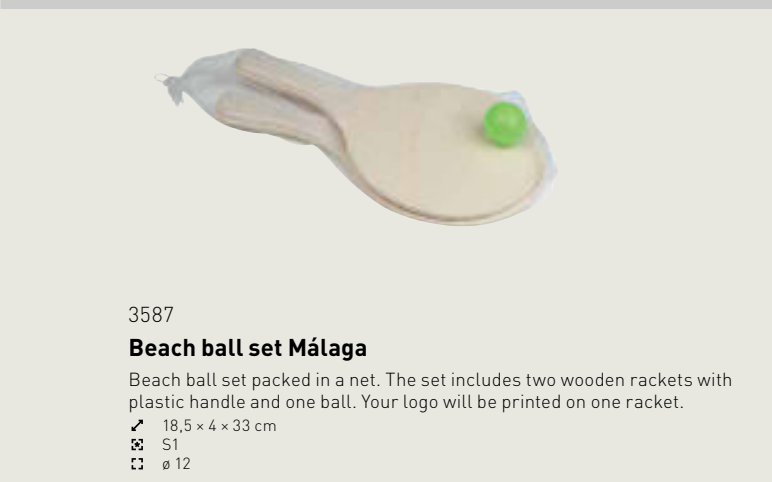 3587
Beach ball set Málaga
Beach ball set packed in a net. The set includes two wooden rackets with
plastic handle and one ball. Your logo will be printed on one racket.
18,5 × 4 × 33 cm
S1
ø 12